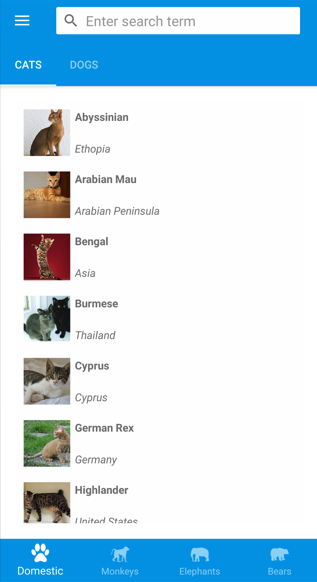 Enter search term
CATS
DOGS
Abyssinian
Ethopia
Arabian Mau
Arabian Peninsula
Bengal
Asia
Burmese
Thailand
Cyprus
Cyprus
German Rex
Germany
Highlander
United States
Domestic
Monkeys
Elephants
Bears